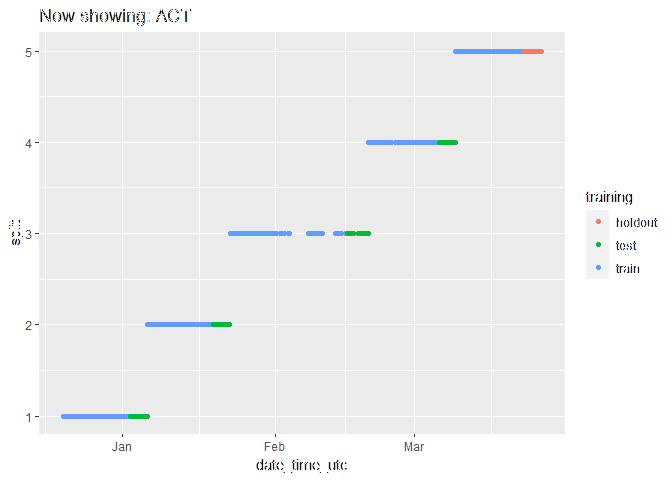 Now showing: ACT
5
4
3
2
1
Jan Feb Mar
date_time_utc
training
holdout
test
train